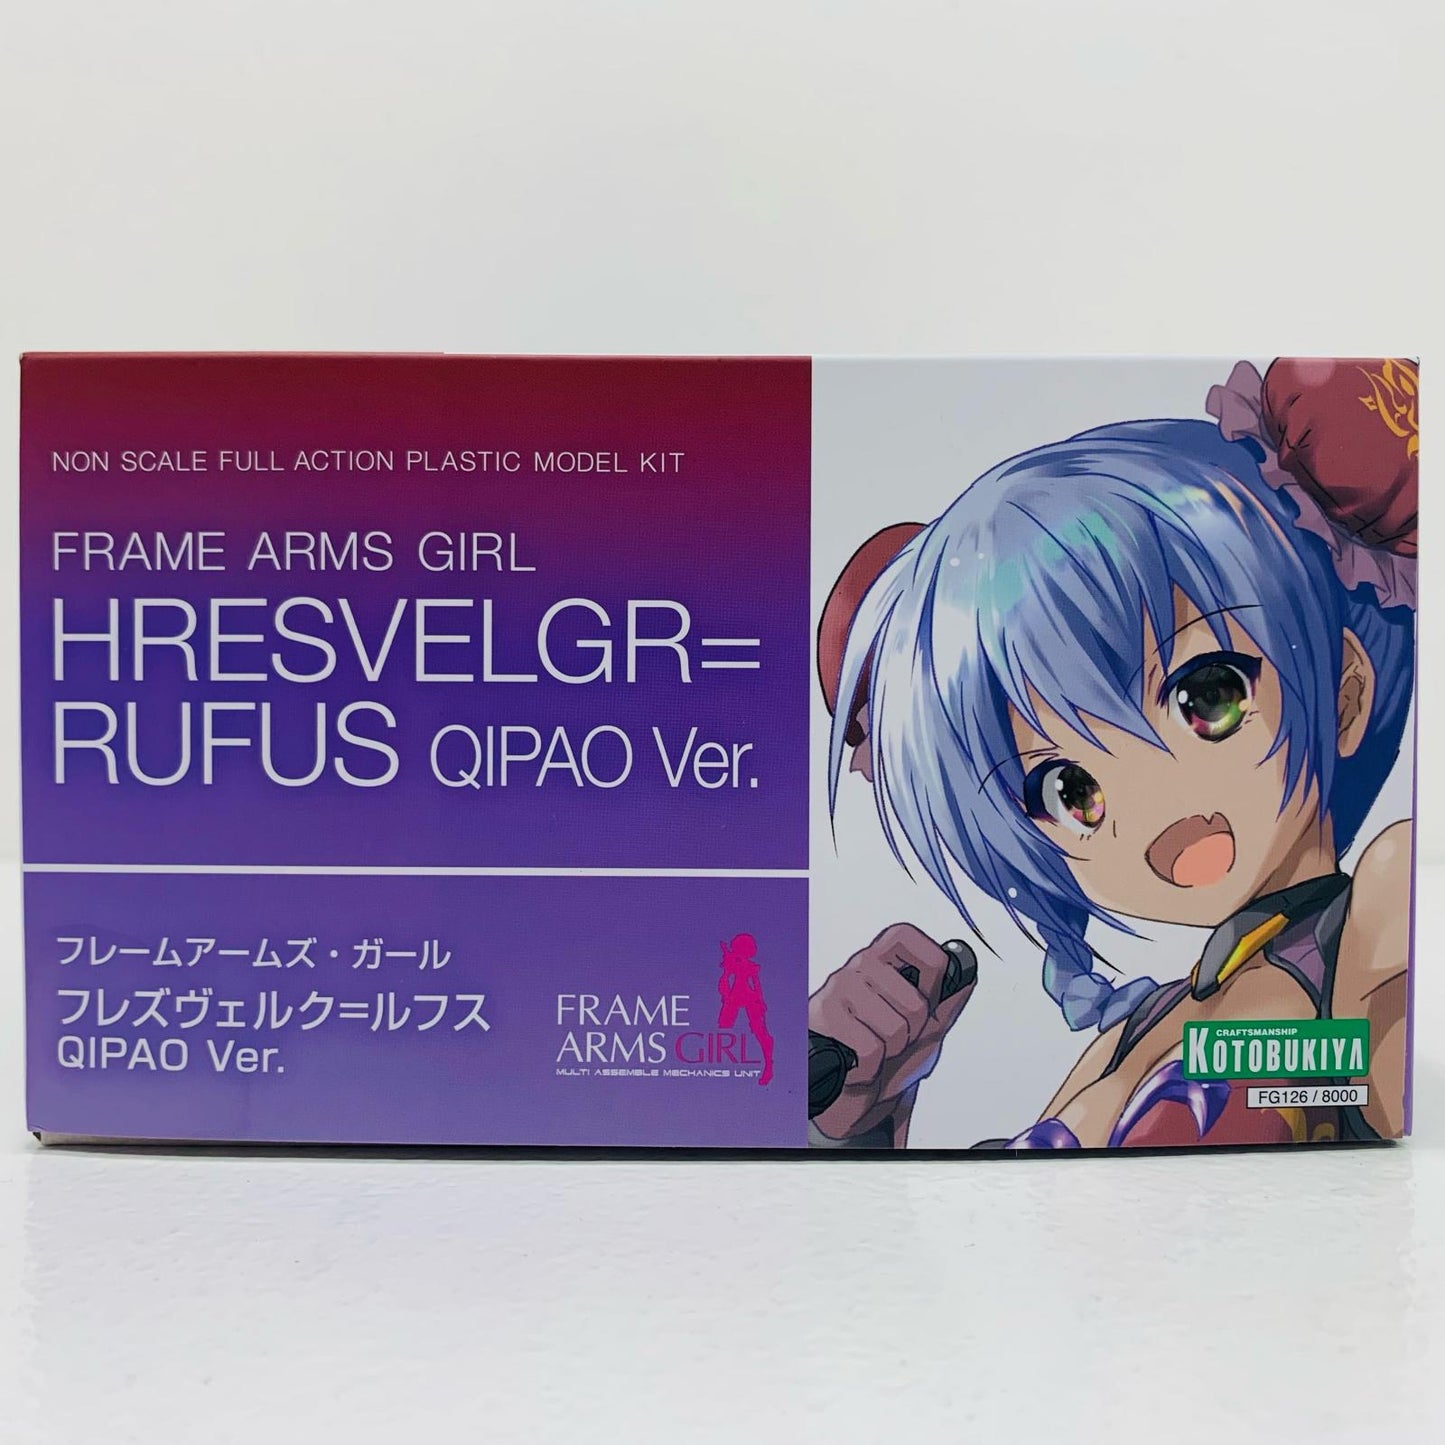 NON SCALE FULL ACTION PLASTIC MODEL KIT
FRAME ARMS GIRL
HRESVELGR=
RUFUS QIPAO Ver.
フレームアームズ・ガール
フレズヴェルク=ルフス
QIPAO Ver.
FRAME
ARMS GIRL
MULTI ASSEMBLE MECHANICS UNIT
CRAFTSMANSHIP
KOTOBUKIYA
FG126 / 8000